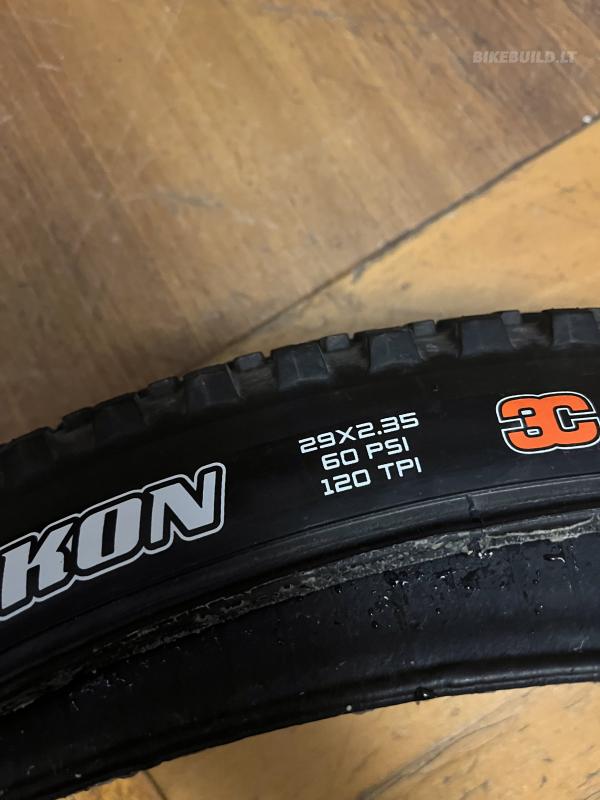 BIKEBUILD.LT
29X2.35
60 PSI
120 TPI
3C
KON